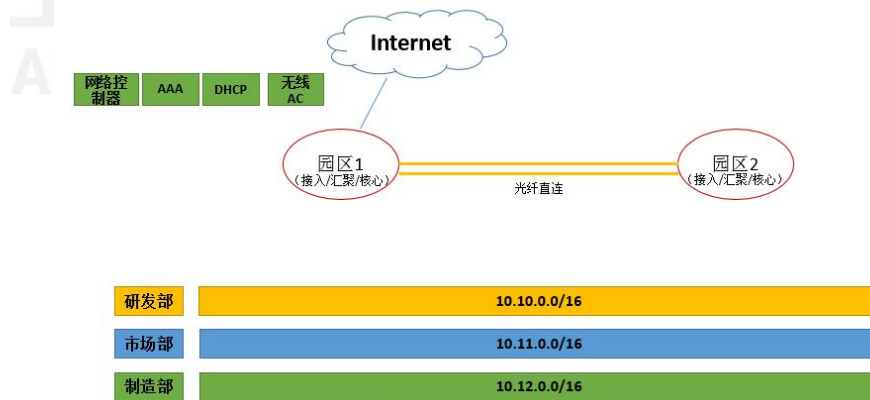 Internet
网络控
制器
AAA
DHCP
无线
AC
园区1
（接入/汇聚/核心）
园区2
（接入/汇聚/核心）
光纤直连
研发部
10.10.0.0/16
市场部
10.11.0.0/16
制造部
10.12.0.0/16